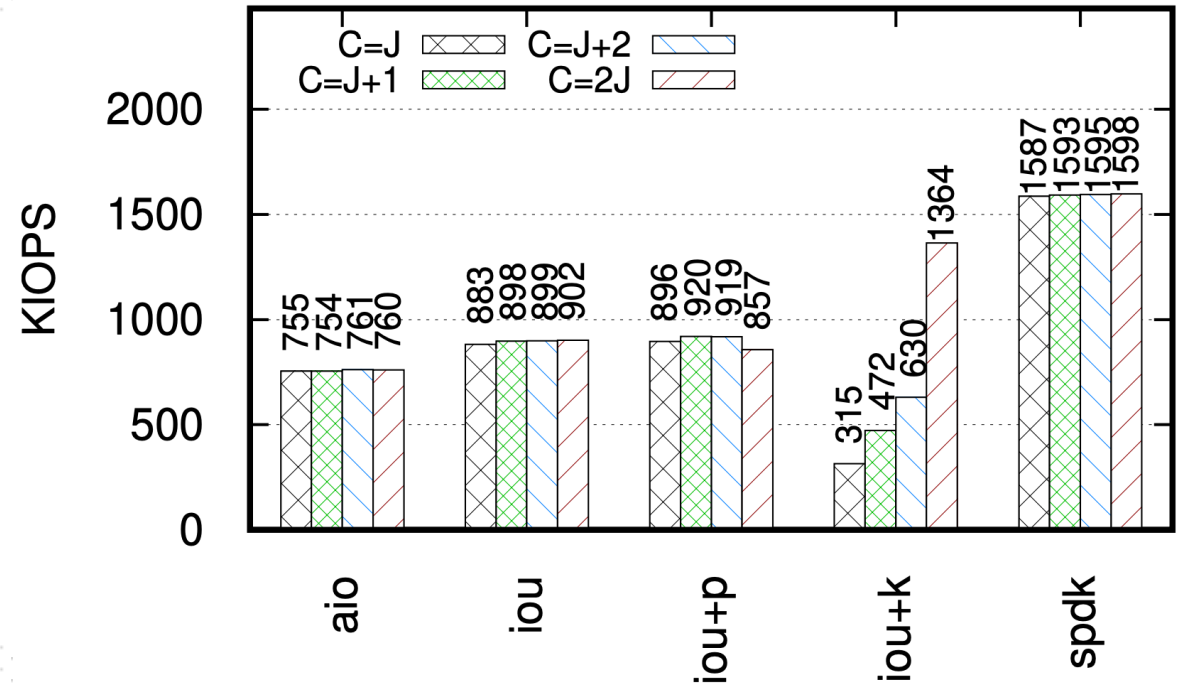 C=J C=J+2
C=J+1 C=2J
KIOPS
2000
1500
1000
500
0
755 754 761 760
883 898 899 902
896 920 919 857
315 472 630 1364
1587 1593 1595 1598
aio iou iou+p iou+k spdk